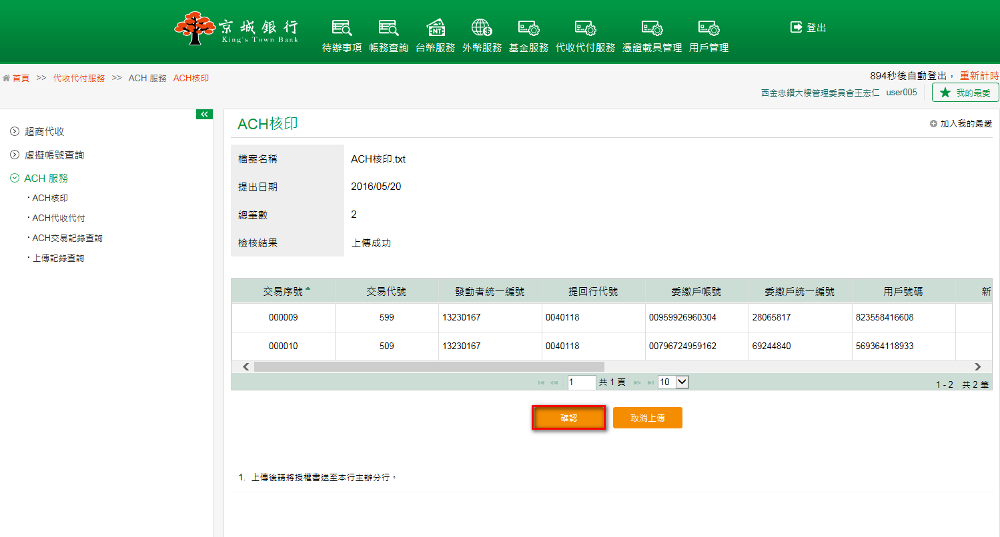 京城銀行
King's Town Bank
待辦事項 帳務查詢 台幣服務 外幣服務 基金服務 代收代付服務 憑證載具管理 用戶管理
登出
首頁 >> 代收代付服務 >> ACH 服務 ACH核印
894秒後自動登出， 重新計時
西金忠鑽大樓管理委員會王宏仁 user005 我的最愛
超商代收
虛擬帳號查詢
ACH 服務
ACH核印
ACH代收代付
ACH交易記錄查詢
上傳記錄查詢
ACH核印
加入我的最愛
檔案名稱 ACH核印.txt
提出日期 2016/05/20
總筆數 2
檢核結果 上傳成功
交易序號 交易代號 發動者統一編號 提回行代號 委繳戶帳號 委繳戶統一編號 用戶號碼 新
000009 599 13230167 0040118 00959926960304 28065817 823558416608
000010 509 13230167 0040118 00796724959162 69244840 569364118933
1 共 1 頁 10 1 - 2 共 2 筆
確認 取消上傳
1. 上傳後請將授權書送至本行主辦分行。